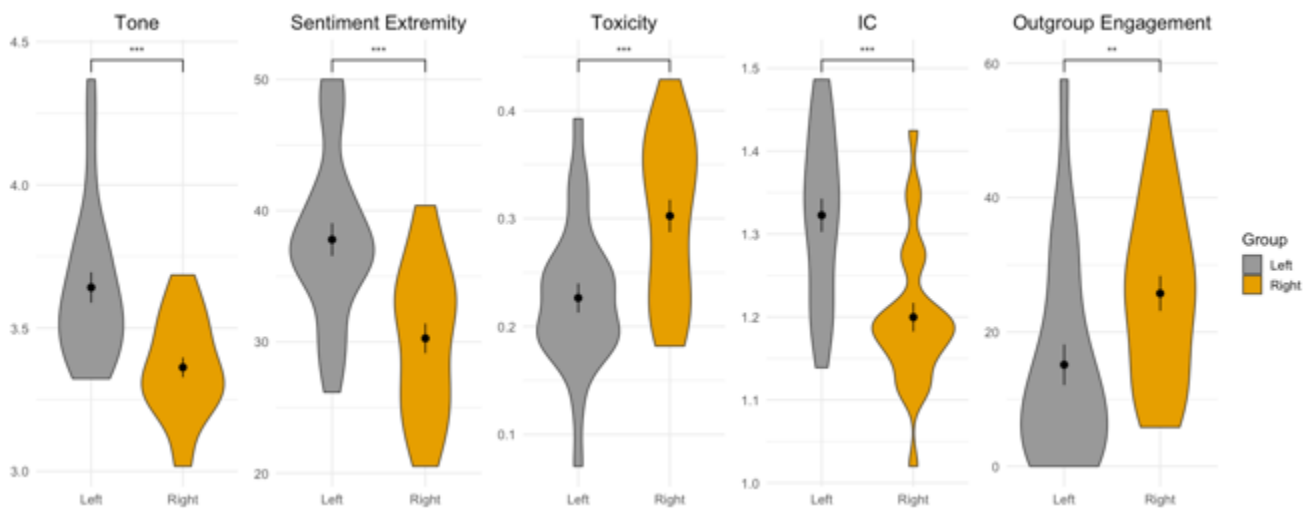 Tone
***
4.5
4.0
3.5
3.0
Left
Right
Sentiment Extremity
***
50
40
30
20
Left
Right
Toxicity
***
0.4
0.3
0.2
0.1
Left
Right
IC
***
1.5
1.4
1.3
1.2
1.1
1.0
Left
Right
Outgroup Engagement
**
60
40
20
0
Left
Right
Group
Left
Right